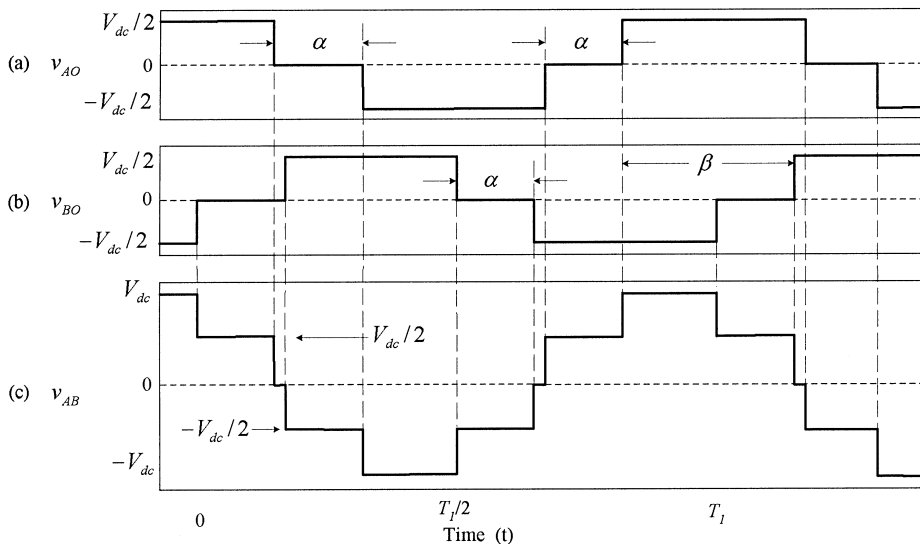 V_dc/2
α
α
(a) v_AO
0
−V_dc/2
V_dc/2
α
β
(b) v_BO
0
−V_dc/2
V_dc
V_dc/2
(c) v_AB
0
−V_dc/2
−V_dc
0
T_1/2
T_1
Time (t)